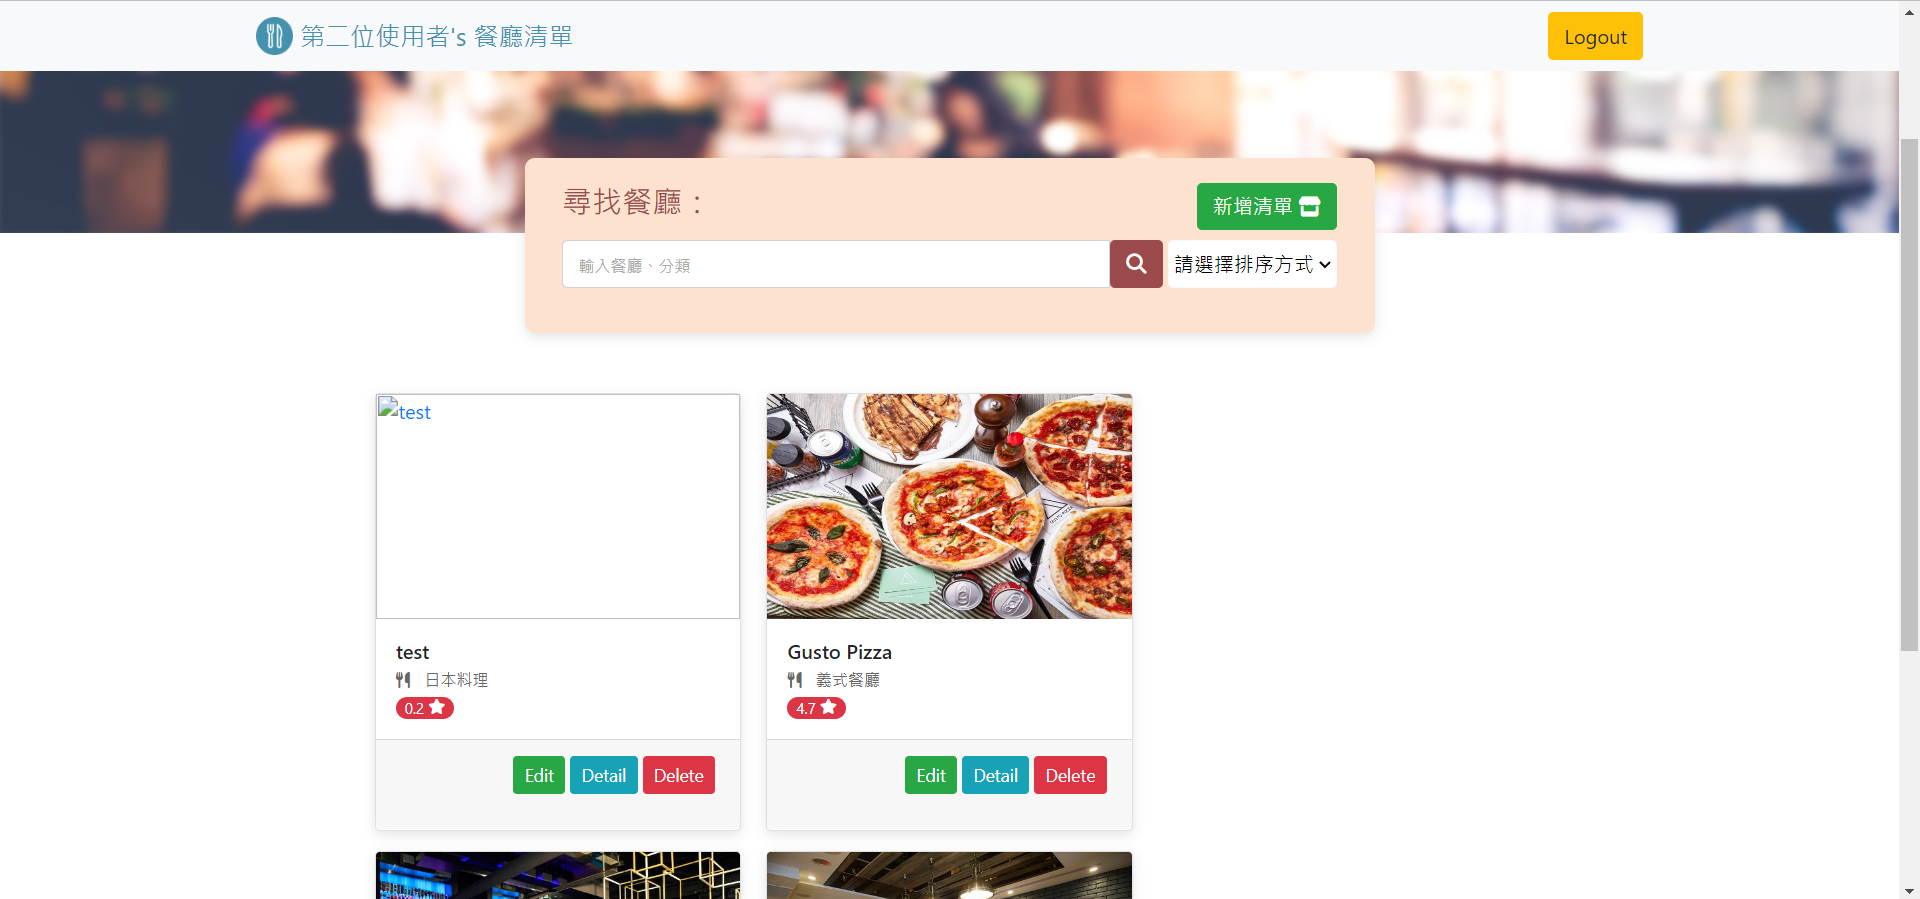 第二位使用者's 餐廳清單
Logout
尋找餐廳：
新增清單
輸入餐廳、分類
請選擇排序方式
test
test
日本料理
0.2
Edit Detail Delete
Gusto Pizza
義式餐廳
4.7
Edit Detail Delete